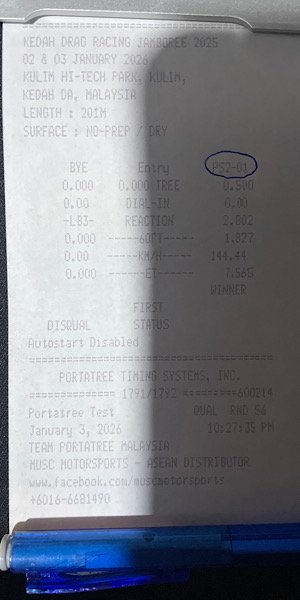 KEDAH DRAG RACING JAMBOREE 2025
02 & 03 JANUARY 2026
KULIM HI-TECH PARK, KULIM,
KEDAH DA, MALAYSIA
LENGTH : 201M
SURFACE : NO-PREP / DRY
BYE Entry PS2-01
0.000 0.000 TREE 0.500
0.00 DIAL-IN 0.00
-L83- REACTION 2.002
0.000 ------60FT------ 1.827
0.00 ------KM/H------ 144.44
0.000 -------ET------- 7.565
WINNER
FIRST
DISQUAL STATUS
Autostart Disabled
========================================
PORTATREE TIMING SYSTEMS, INC.
============== 1791/1792 =========600214
Portatree Test QUAL RND 56
January 3, 2026 10:27:35 PM
TEAM PORTATREE MALAYSIA
MUSC MOTORSPORTS - ASEAN DISTRIBUTOR
www.facebook.com/muscmotorsports
+6016-6681490